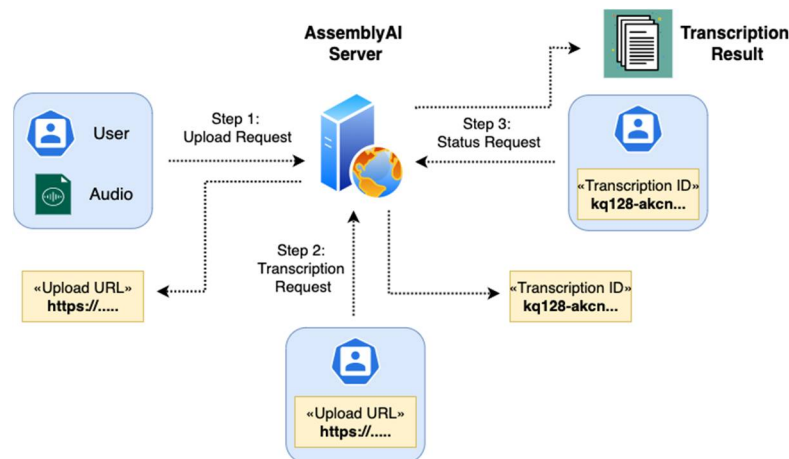 AssemblyAI
Server
Transcription
Result
User
Audio
Step 1:
Upload Request
Step 3:
Status Request
«Transcription ID»
kq128-akcn...
Step 2:
Transcription
Request
«Upload URL»
https://.....
«Transcription ID»
kq128-akcn...
«Upload URL»
https://.....